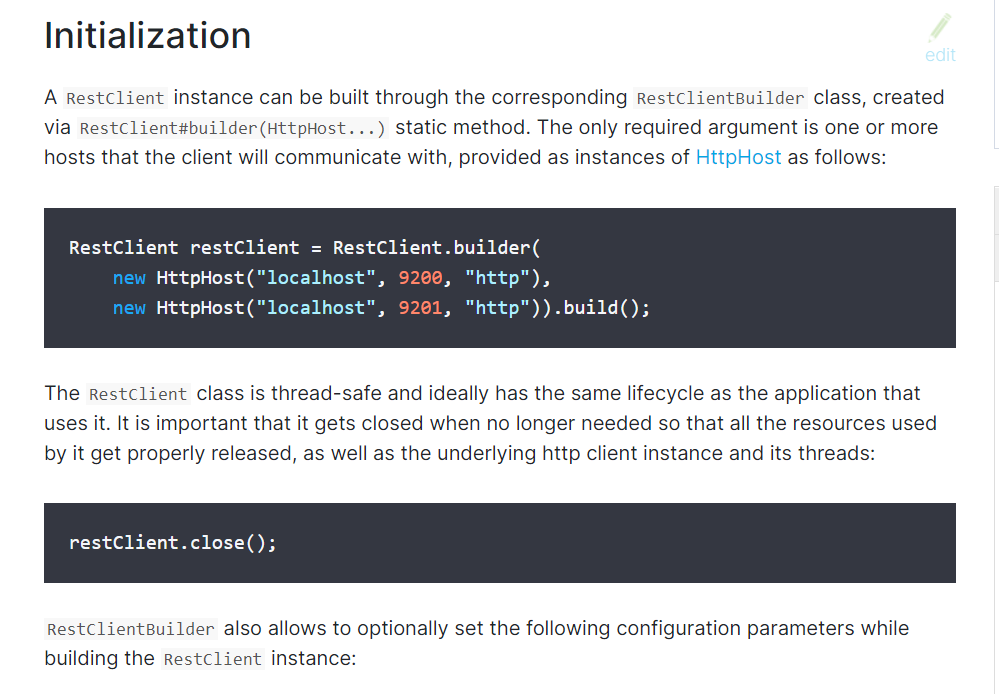 Initialization
edit
A RestClient instance can be built through the corresponding RestClientBuilder class, created
via RestClient#builder(HttpHost...) static method. The only required argument is one or more
hosts that the client will communicate with, provided as instances of HttpHost as follows:
RestClient restClient = RestClient.builder(
    new HttpHost("localhost", 9200, "http"),
    new HttpHost("localhost", 9201, "http")).build();
The RestClient class is thread-safe and ideally has the same lifecycle as the application that
uses it. It is important that it gets closed when no longer needed so that all the resources used
by it get properly released, as well as the underlying http client instance and its threads:
restClient.close();
RestClientBuilder also allows to optionally set the following configuration parameters while
building the RestClient instance: